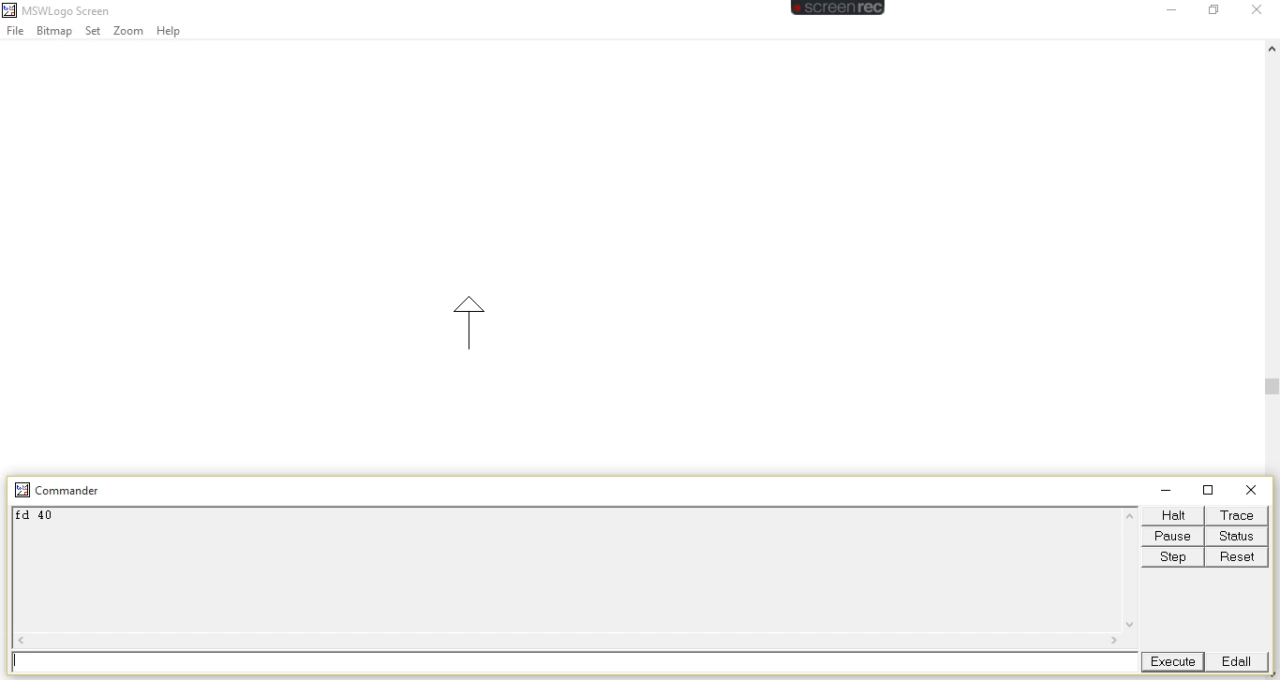 MSWLogo Screen
screenrec
File Bitmap Set Zoom Help
Commander
fd 40
Halt Trace
Pause Status
Step Reset
Execute Edall